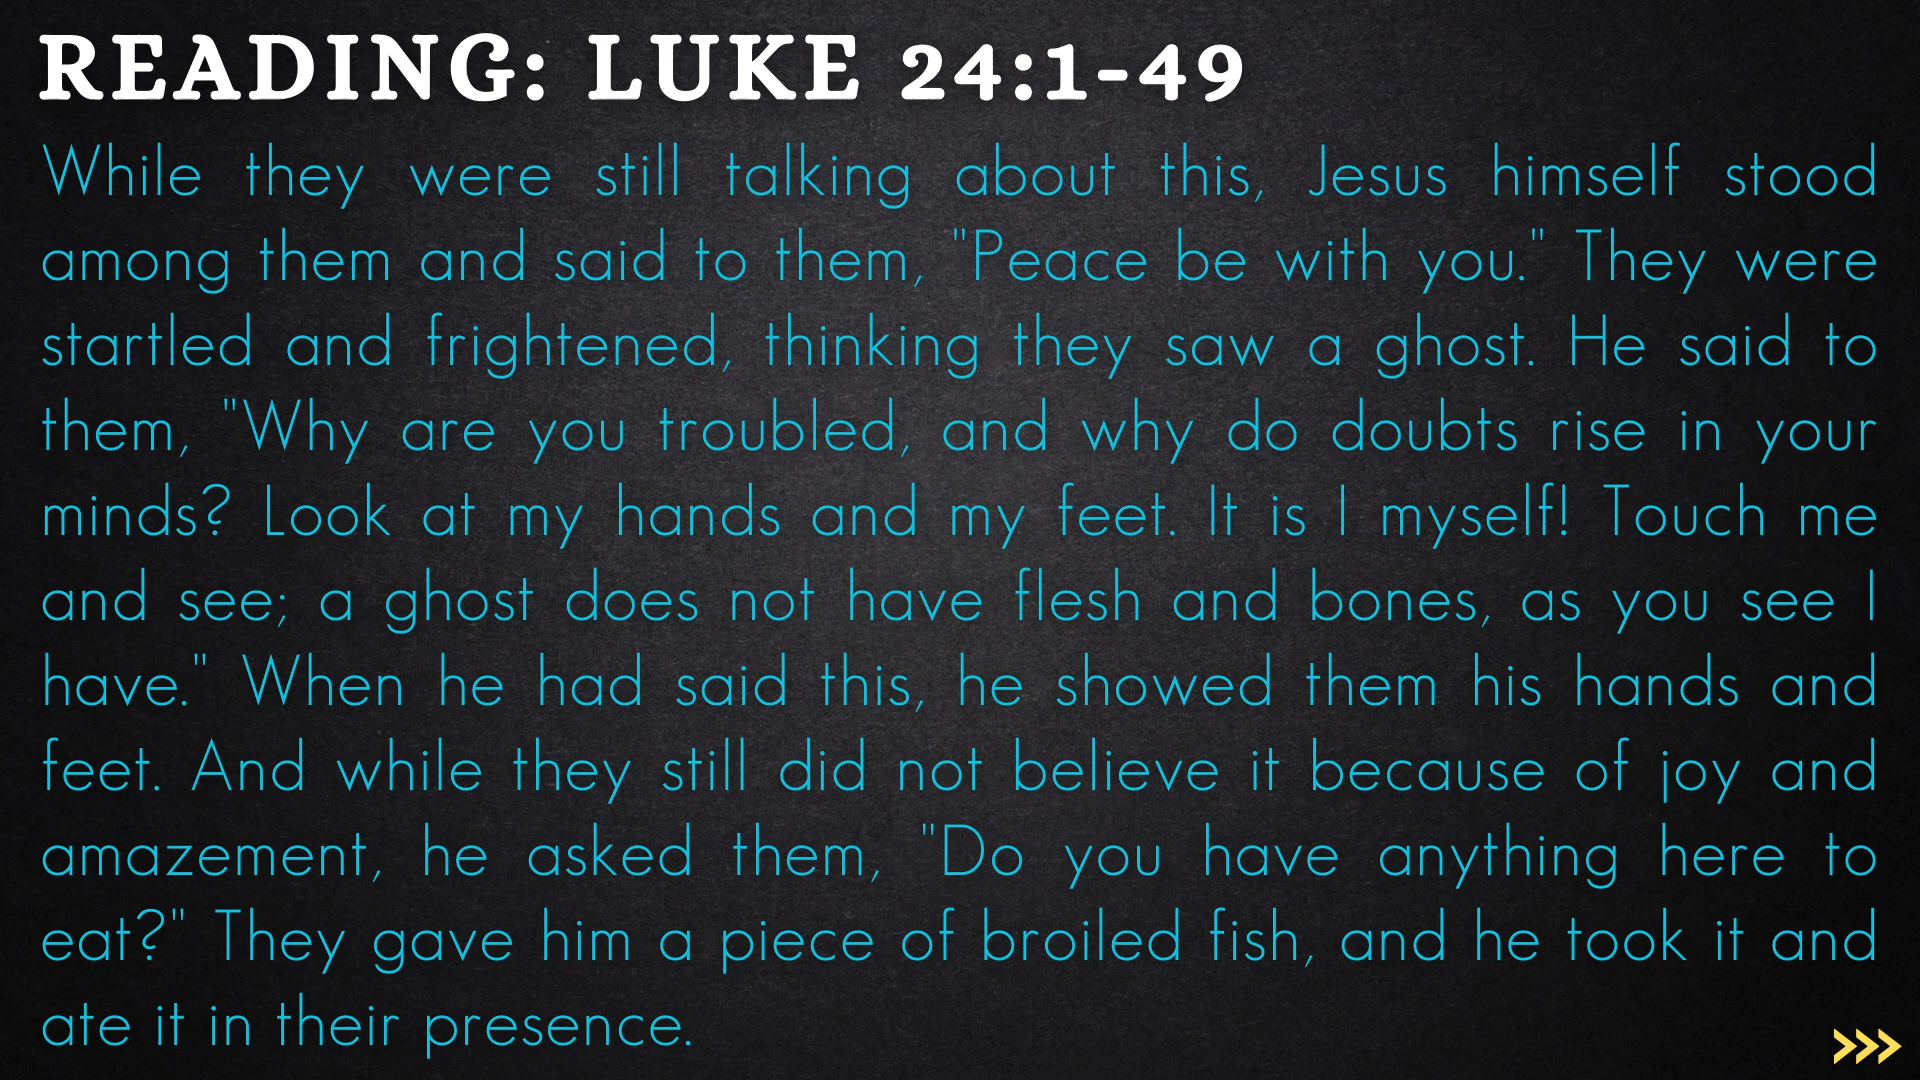 READING: LUKE 24:1-49
While they were still talking about this, Jesus himself stood
among them and said to them, "Peace be with you." They were
startled and frightened, thinking they saw a ghost. He said to
them, "Why are you troubled, and why do doubts rise in your
minds? Look at my hands and my feet. It is I myself! Touch me
and see; a ghost does not have flesh and bones, as you see I
have." When he had said this, he showed them his hands and
feet. And while they still did not believe it because of joy and
amazement, he asked them, "Do you have anything here to
eat?" They gave him a piece of broiled fish, and he took it and
ate it in their presence.